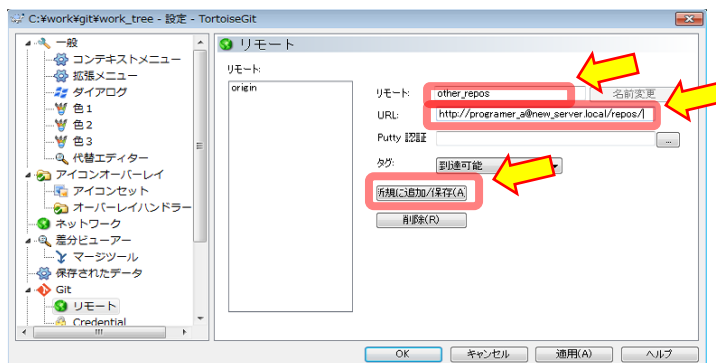 C:¥work¥git¥work_tree - 設定 - TortoiseGit
一般
コンテキストメニュー
拡張メニュー
ダイアログ
色1
色2
色3
代替エディター
アイコンオーバーレイ
アイコンセット
オーバーレイハンドラー
ネットワーク
差分ビューアー
マージツール
保存されたデータ
Git
リモート
Credential
リモート
リモート:
origin
リモート:
other_repos
名前変更
URL:
http://programer_a@new_server.local/repos/
Putty 認証
...
タグ:
到達可能
新規に追加/保存(A)
削除(R)
OK
キャンセル
適用(A)
ヘルプ